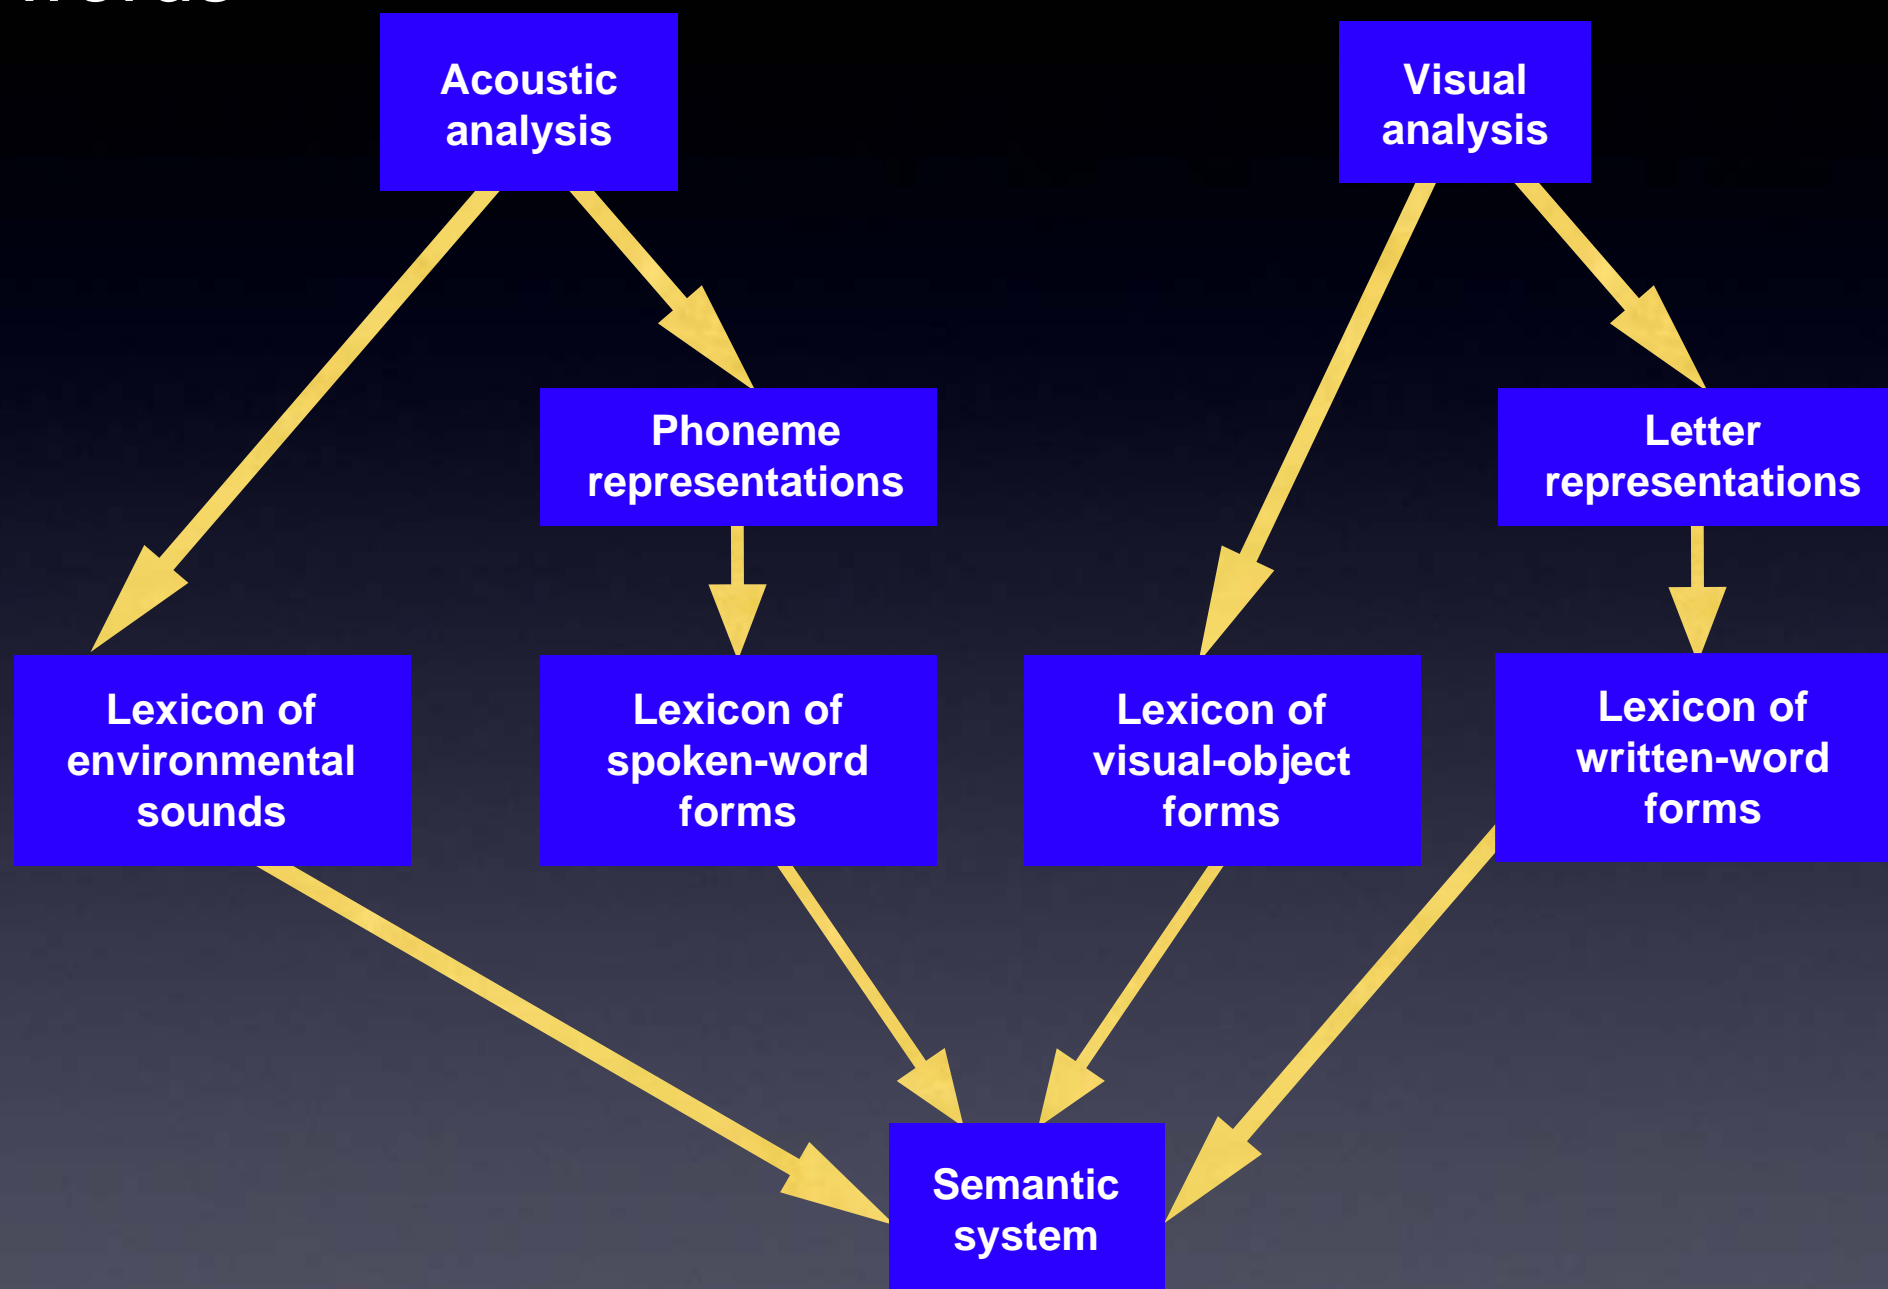 Acoustic
analysis
Visual
analysis
Phoneme
representations
Letter
representations
Lexicon of
environmental
sounds
Lexicon of
spoken-word
forms
Lexicon of
visual-object
forms
Lexicon of
written-word
forms
Semantic
system